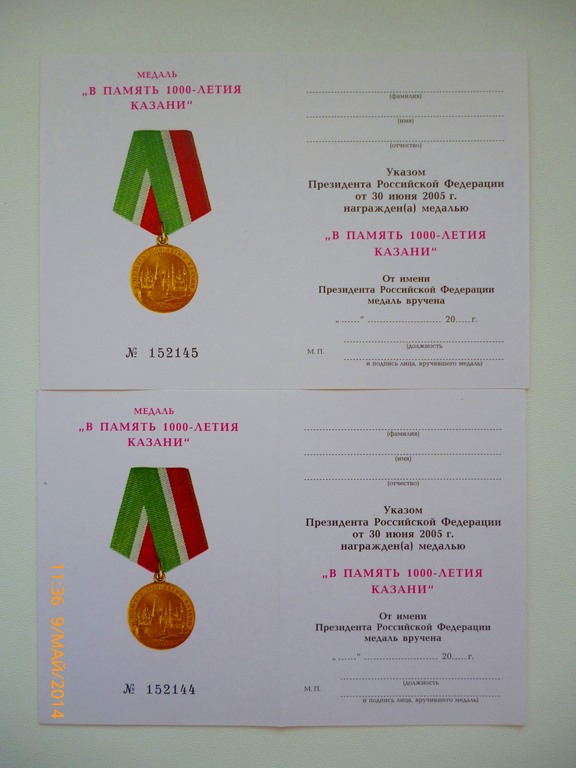 МЕДАЛЬ
„В ПАМЯТЬ 1000-ЛЕТИЯ
КАЗАНИ“
№ 152145
(фамилия)
(имя)
(отчество)
Указом
Президента Российской Федерации
от 30 июня 2005 г.
награжден(а) медалью
„В ПАМЯТЬ 1000-ЛЕТИЯ
КАЗАНИ“
От имени
Президента Российской Федерации
медаль вручена
„ ...... “ ........................ 20.....г.
М. П.
(должность
и подпись лица, вручившего медаль)
МЕДАЛЬ
„В ПАМЯТЬ 1000-ЛЕТИЯ
КАЗАНИ“
№ 152144
(фамилия)
(имя)
(отчество)
Указом
Президента Российской Федерации
от 30 июня 2005 г.
награжден(а) медалью
„В ПАМЯТЬ 1000-ЛЕТИЯ
КАЗАНИ“
От имени
Президента Российской Федерации
медаль вручена
„ ...... “ ........................ 20.....г.
М. П.
(должность
и подпись лица, вручившего медаль)
11:36 9/МАЙ/2014